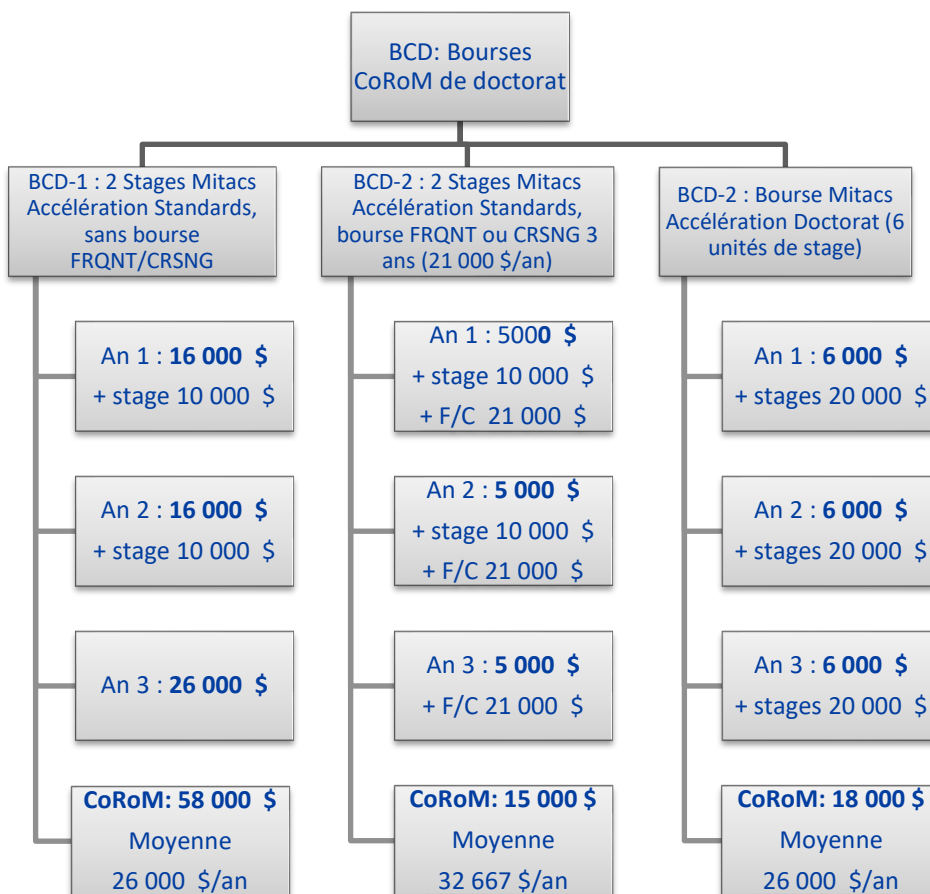 BCD: Bourses
CoRoM de doctorat
BCD-1 : 2 Stages Mitacs
Accélération Standards,
sans bourse
FRQNT/CRSNG
An 1 : 16 000 $
+ stage 10 000 $
An 2 : 16 000 $
+ stage 10 000 $
An 3 : 26 000 $
CoRoM: 58 000 $
Moyenne
26 000 $/an
BCD-2 : 2 Stages Mitacs
Accélération Standards,
bourse FRQNT ou CRSNG 3
ans (21 000 $/an)
An 1 : 5000 $
+ stage 10 000 $
+ F/C 21 000 $
An 2 : 5 000 $
+ stage 10 000 $
+ F/C 21 000 $
An 3 : 5 000 $
+ F/C 21 000 $
CoRoM: 15 000 $
Moyenne
32 667 $/an
BCD-2 : Bourse Mitacs
Accélération Doctorat (6
unités de stage)
An 1 : 6 000 $
+ stages 20 000 $
An 2 : 6 000 $
+ stages 20 000 $
An 3 : 6 000 $
+ stages 20 000 $
CoRoM: 18 000 $
Moyenne
26 000 $/an